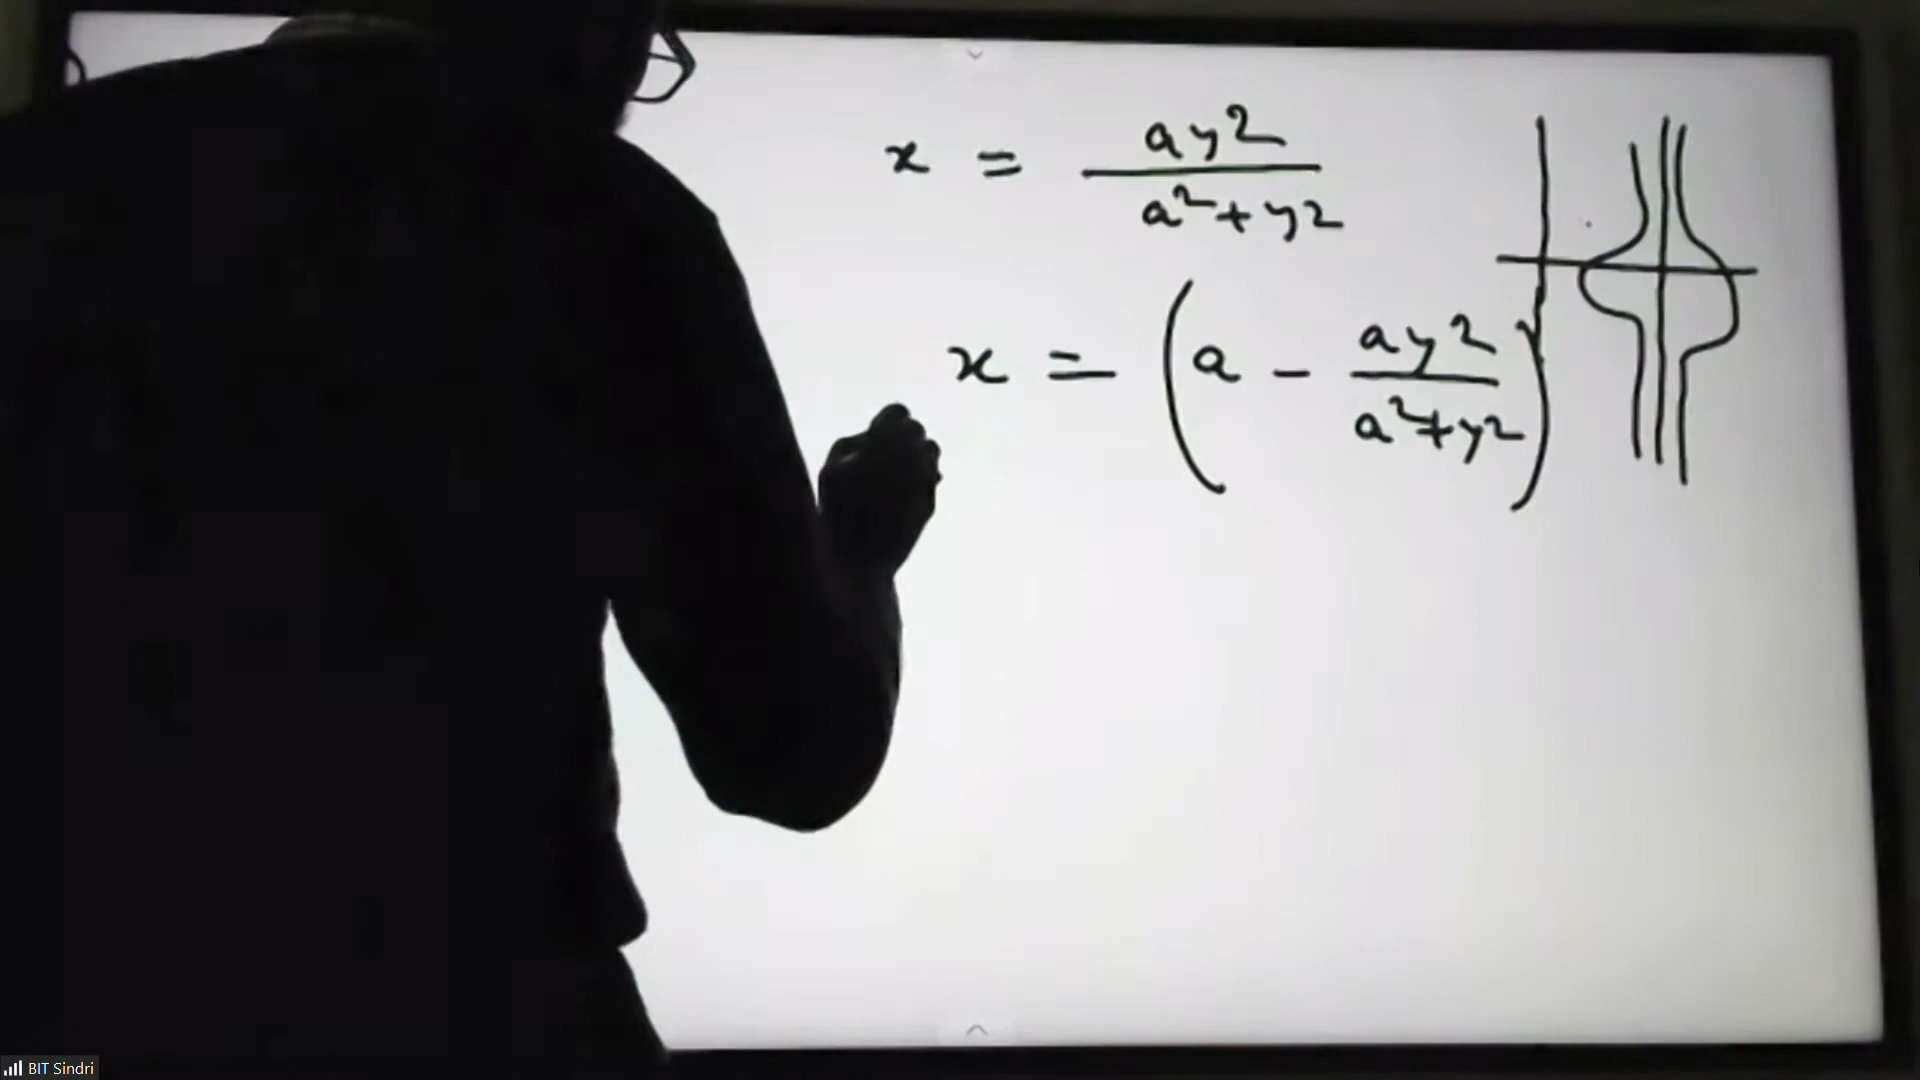 x = ay2
a2+y2
x = (a - ay2
a2+y2)
BIT Sindri